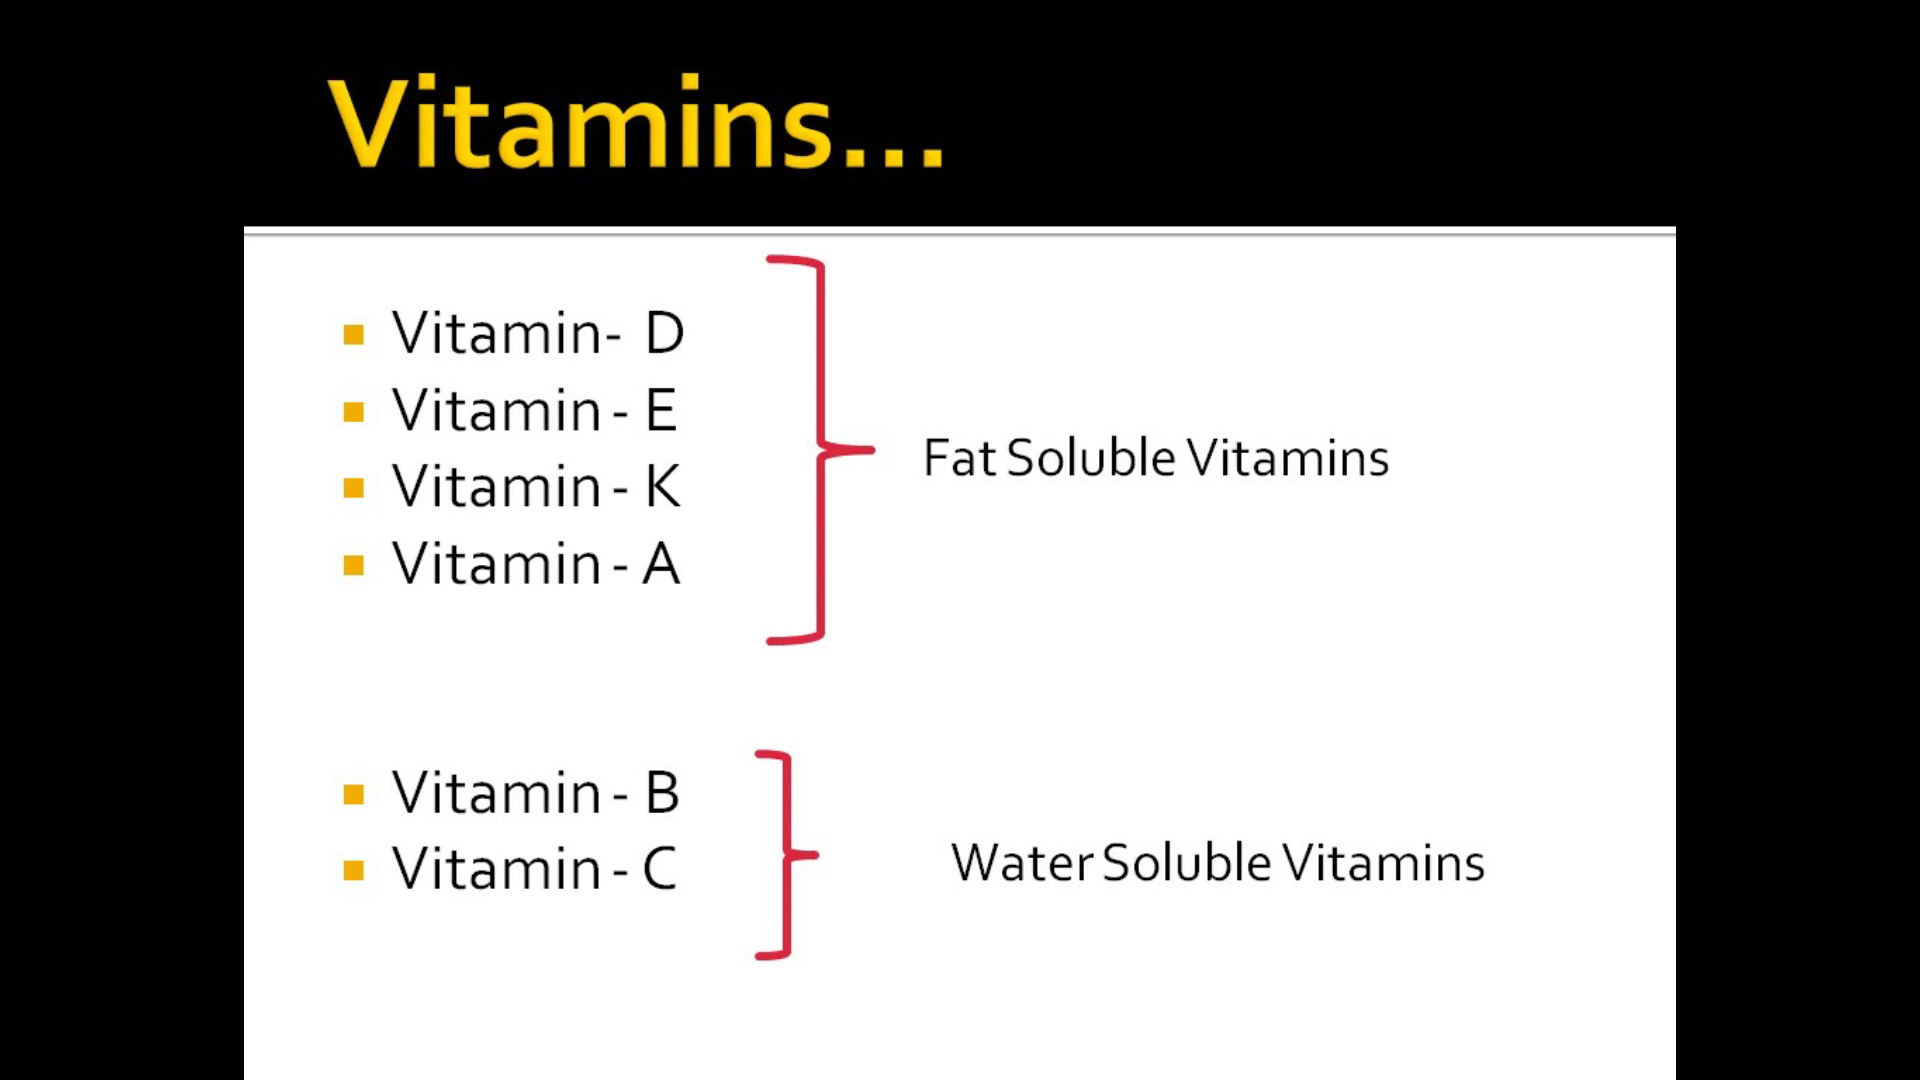 Vitamins...
Vitamin- D
Vitamin - E
Vitamin - K
Vitamin - A
Fat Soluble Vitamins
Vitamin - B
Vitamin - C
Water Soluble Vitamins